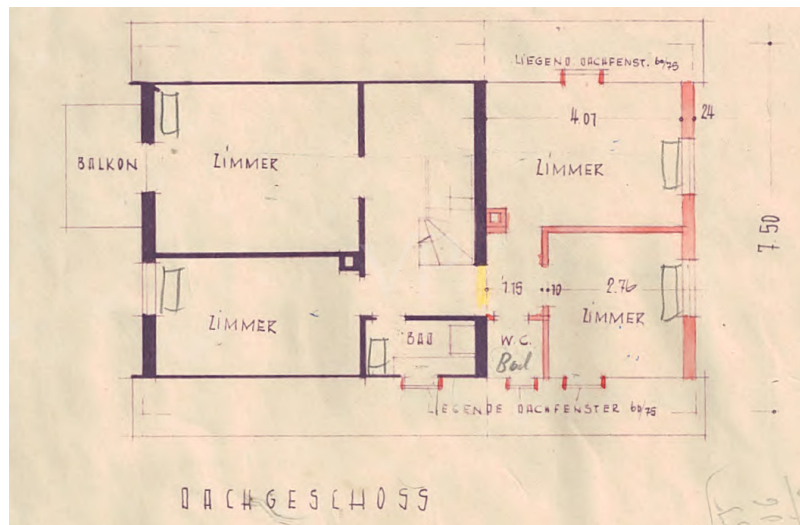 LIEGEND. DACHFENST. 60/75
4.01
24
BALKON
ZIMMER
ZIMMER
7.50
1.15
10
2.76
ZIMMER
ZIMMER
BAD
W.C.
Bad
LIEGENDE DACHFENSTER 60/75
DACHGESCHOSS